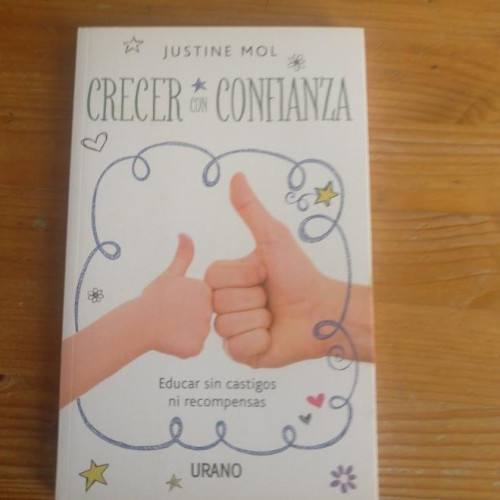 JUSTINE MOL
CRECER CON CONFIANZA
Educar sin castigos
ni recompensas
URANO